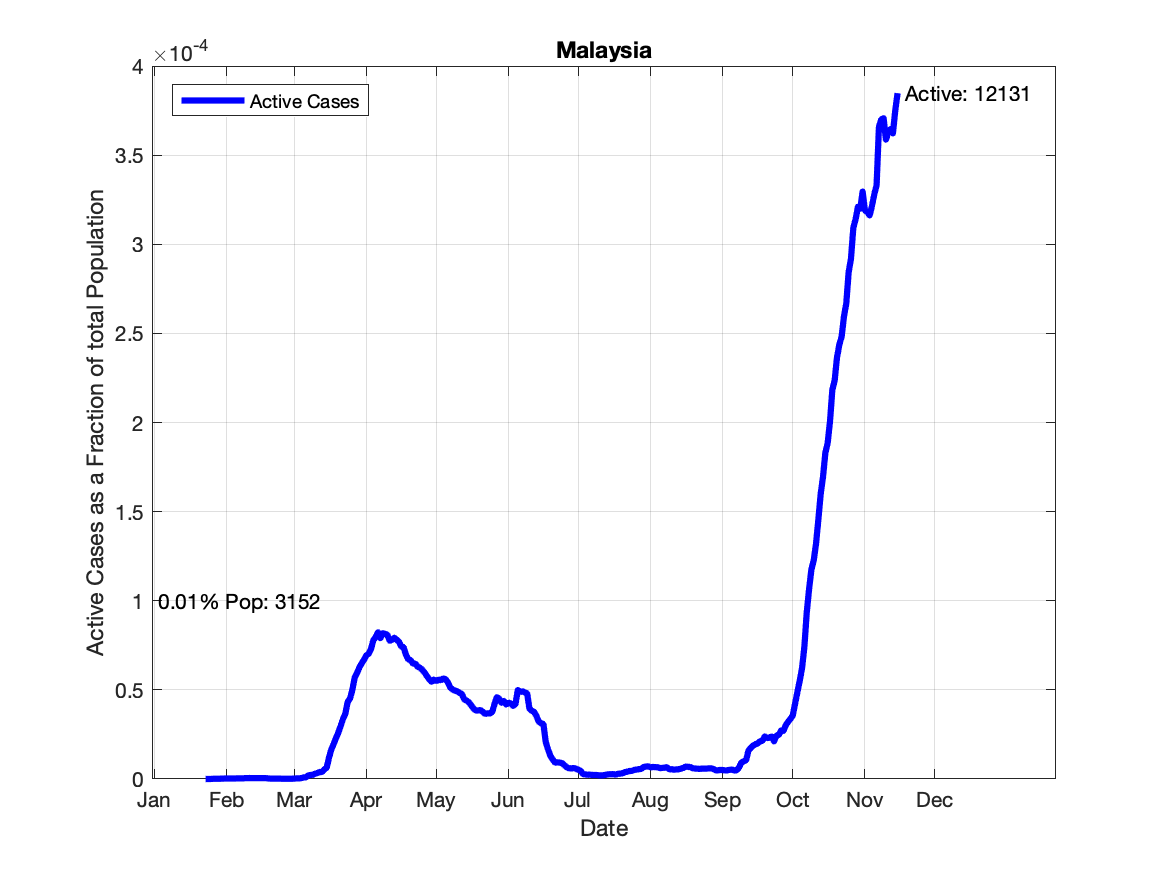 Malaysia
×10-4
Active Cases
Active: 12131
0.01% Pop: 3152
4
3.5
3
2.5
2
1.5
1
0.5
0
Active Cases as a Fraction of total Population
Jan Feb Mar Apr May Jun Jul Aug Sep Oct Nov Dec
Date